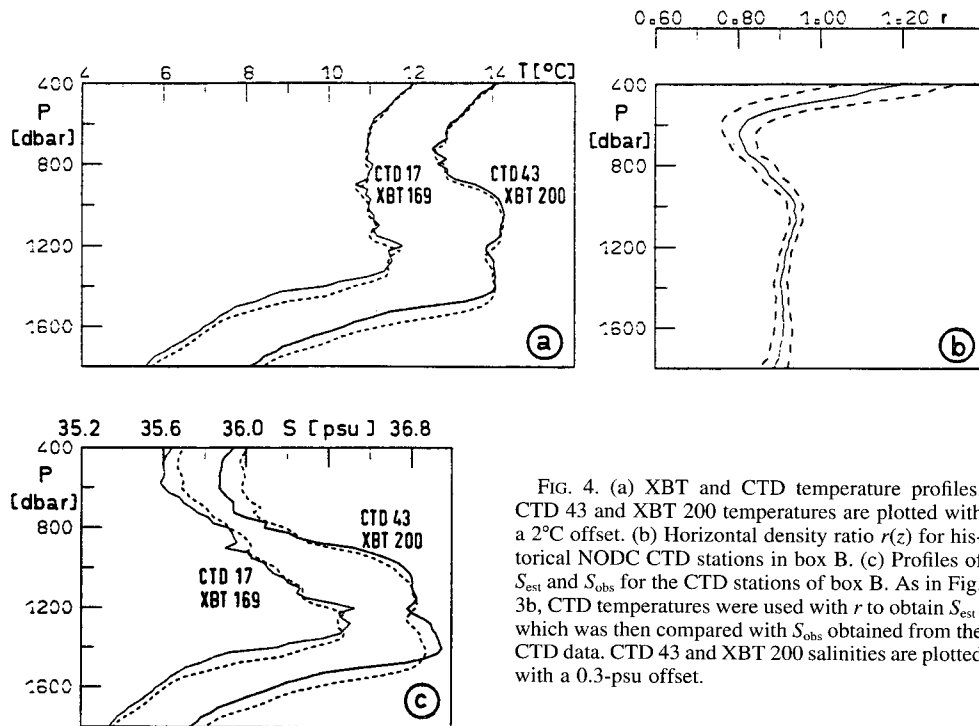 4 6 8 10 12 14 T [°C]
400
P
[dbar]
800
1200
1600
CTD 17
XBT 169
CTD 43
XBT 200
a
0.60 0.80 1.00 1.20 r
400
P
[dbar]
800
1200
1600
b
35.2 35.6 36.0 S [psu] 36.8
400
P
[dbar]
800
1200
1600
CTD 43
XBT 200
CTD 17
XBT 169
c
FIG. 4. (a) XBT and CTD temperature profiles
CTD 43 and XBT 200 temperatures are plotted with
a 2°C offset. (b) Horizontal density ratio r(z) for his-
torical NODC CTD stations in box B. (c) Profiles of
Sest and Sobs for the CTD stations of box B. As in Fig.
3b, CTD temperatures were used with r to obtain Sest
which was then compared with Sobs obtained from the
CTD data. CTD 43 and XBT 200 salinities are plotted
with a 0.3-psu offset.